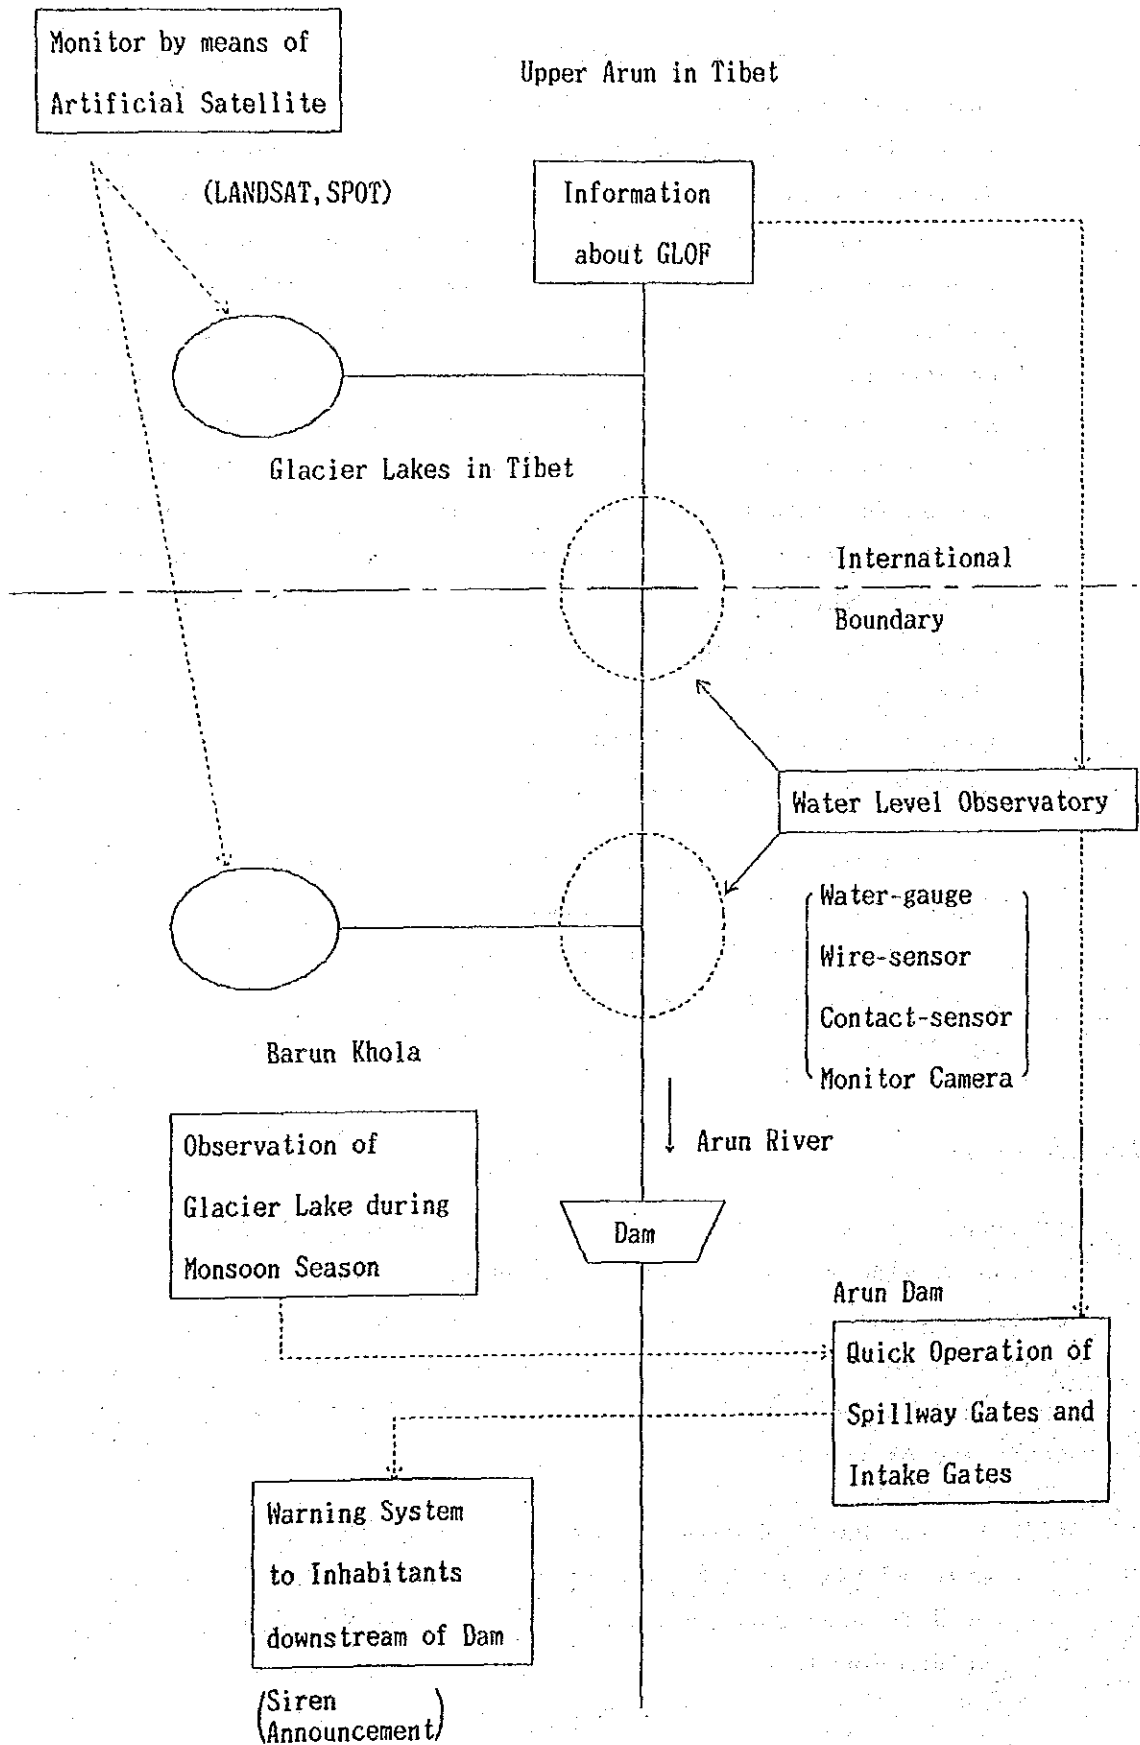 Monitor by means of
Artificial Satellite
Upper Arun in Tibet
(LANDSAT, SPOT)
Information
about GLOF
Glacier Lakes in Tibet
International
Boundary
Water Level Observatory
Water-gauge
Wire-sensor
Contact-sensor
Monitor Camera
Barun Khola
Arun River
Observation of
Glacier Lake during
Monsoon Season
Dam
Arun Dam
Quick Operation of
Spillway Gates and
Intake Gates
Warning System
to Inhabitants
downstream of Dam
(Siren
Announcement)